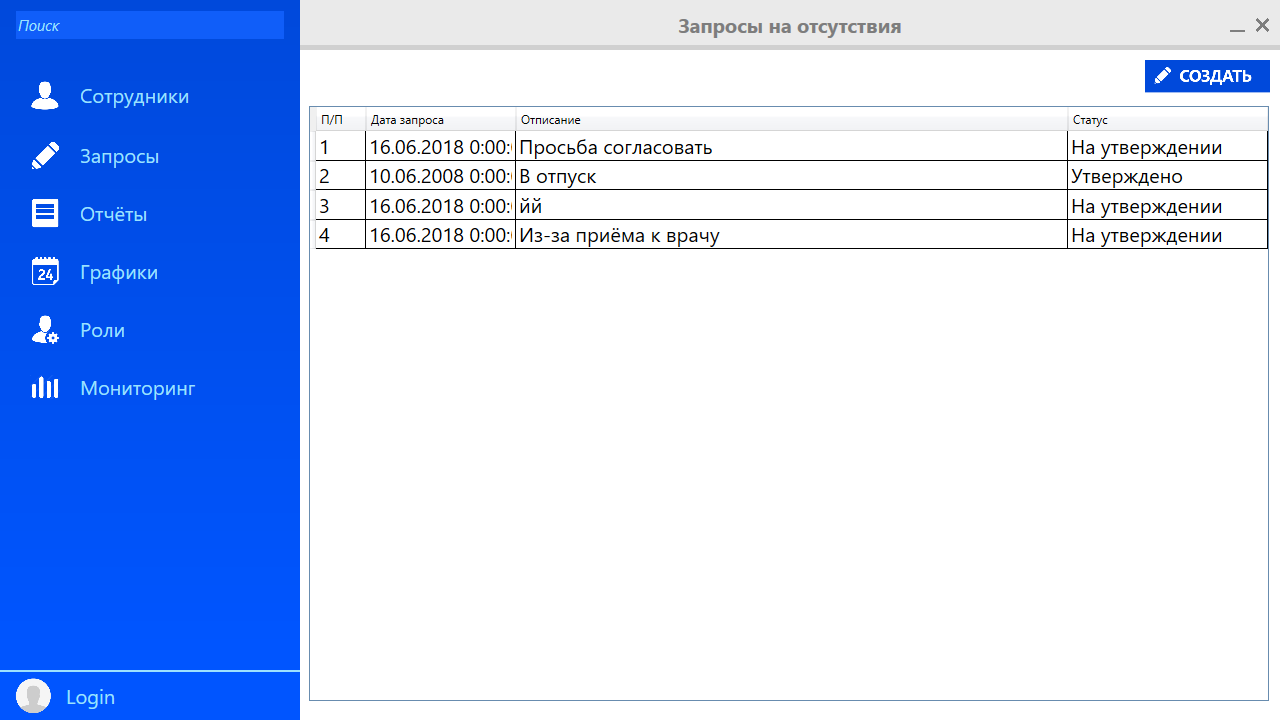 Поиск
Сотрудники
Запросы
Отчёты
24
Графики
Роли
Мониторинг
Login
Запросы на отсутствия
СОЗДАТЬ
П/П Дата запроса Отписание Статус
1 16.06.2018 0:00: Просьба согласовать На утверждении
2 10.06.2008 0:00: В отпуск Утверждено
3 16.06.2018 0:00: йй На утверждении
4 16.06.2018 0:00: Из-за приёма к врачу На утверждении